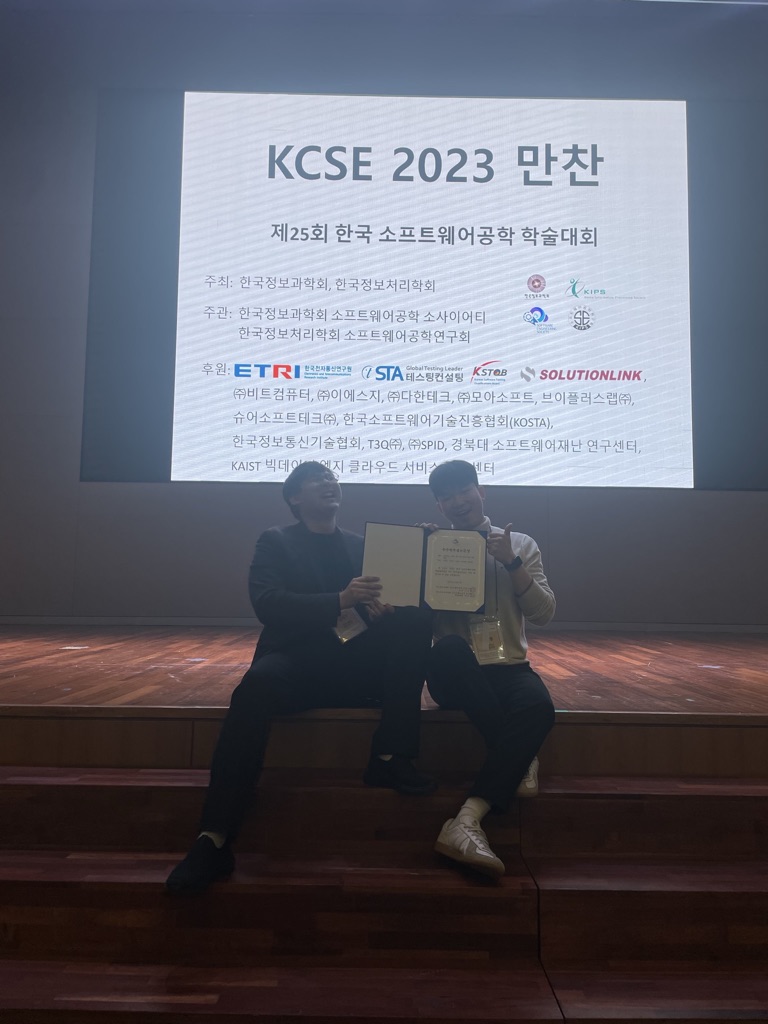 KCSE 2023 만찬
제25회 한국 소프트웨어공학 학술대회
주최: 한국정보과학회, 한국정보처리학회
KIPS
주관: 한국정보과학회 소프트웨어공학 소사이어티
한국정보처리학회 소프트웨어공학연구회
후원: ETRI 한국전자통신연구원 STA Global Testing Leader 테스팅컨설팅 KSTQB SOLUTIONLINK,
㈜비트컴퓨터, ㈜이에스지, ㈜다한테크, ㈜모아소프트, 브이플러스랩㈜,
슈어소프트테크㈜, 한국소프트웨어기술진흥협회(KOSTA),
한국정보통신기술협회, T3Q㈜, ㈜SPID, 경북대 소프트웨어재난 연구센터,
KAIST 빅데이 엣지 클라우드 서비스 센터